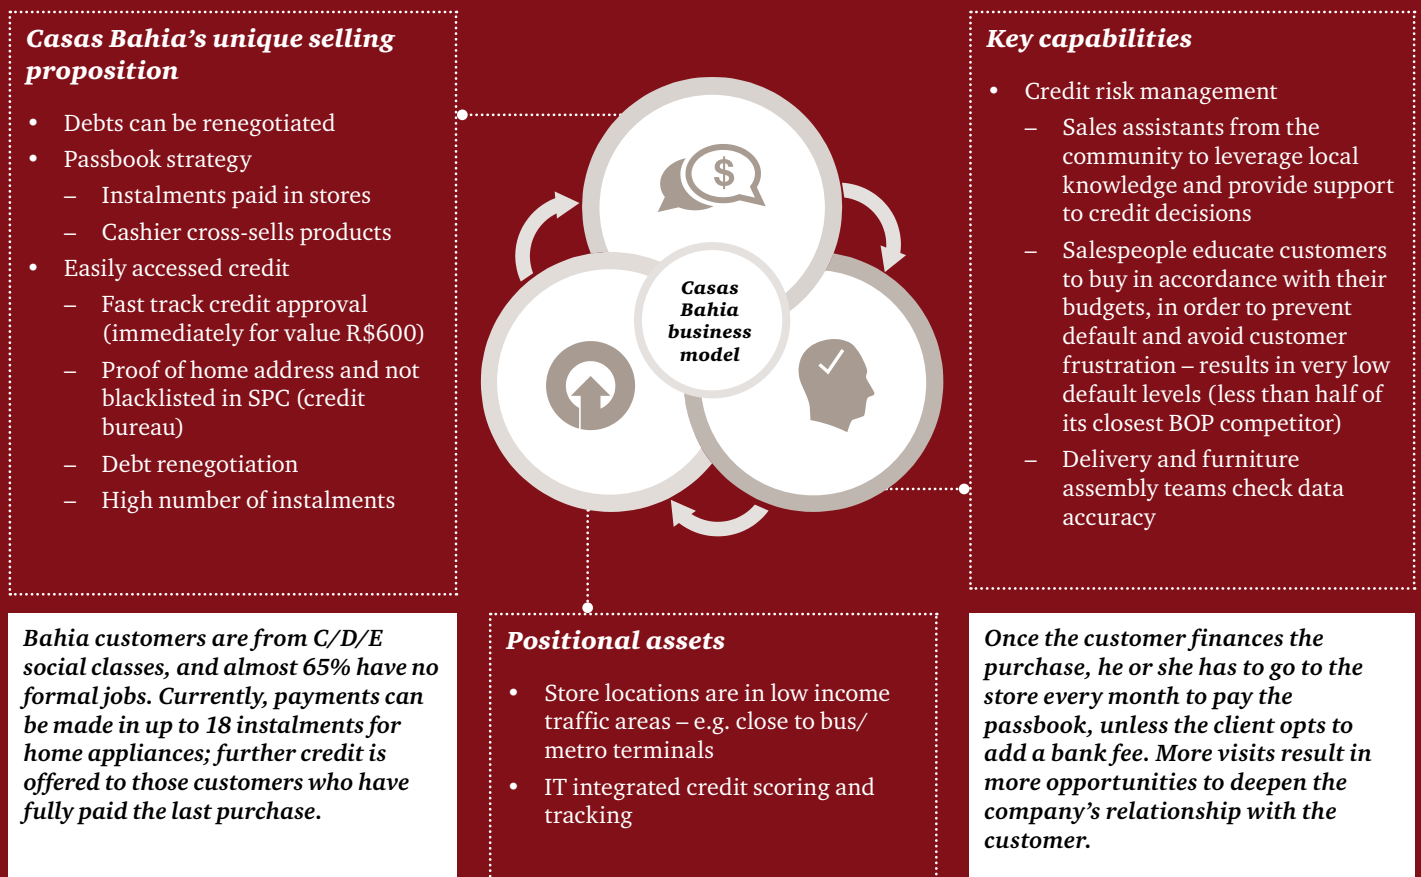 Casas Bahia’s unique selling
proposition
• Debts can be renegotiated
• Passbook strategy
– Instalments paid in stores
– Cashier cross-sells products
• Easily accessed credit
– Fast track credit approval
(immediately for value R$600)
– Proof of home address and not
blacklisted in SPC (credit
bureau)
– Debt renegotiation
– High number of instalments
$
Casas
Bahia
business
model
Key capabilities
• Credit risk management
– Sales assistants from the
community to leverage local
knowledge and provide support
to credit decisions
– Salespeople educate customers
to buy in accordance with their
budgets, in order to prevent
default and avoid customer
frustration – results in very low
default levels (less than half of
its closest BOP competitor)
– Delivery and furniture
assembly teams check data
accuracy
Bahia customers are from C/D/E
social classes, and almost 65% have no
formal jobs. Currently, payments can
be made in up to 18 instalments for
home appliances; further credit is
offered to those customers who have
fully paid the last purchase.
Positional assets
• Store locations are in low income
traffic areas – e.g. close to bus/
metro terminals
• IT integrated credit scoring and
tracking
Once the customer finances the
purchase, he or she has to go to the
store every month to pay the
passbook, unless the client opts to
add a bank fee. More visits result in
more opportunities to deepen the
company’s relationship with the
customer.